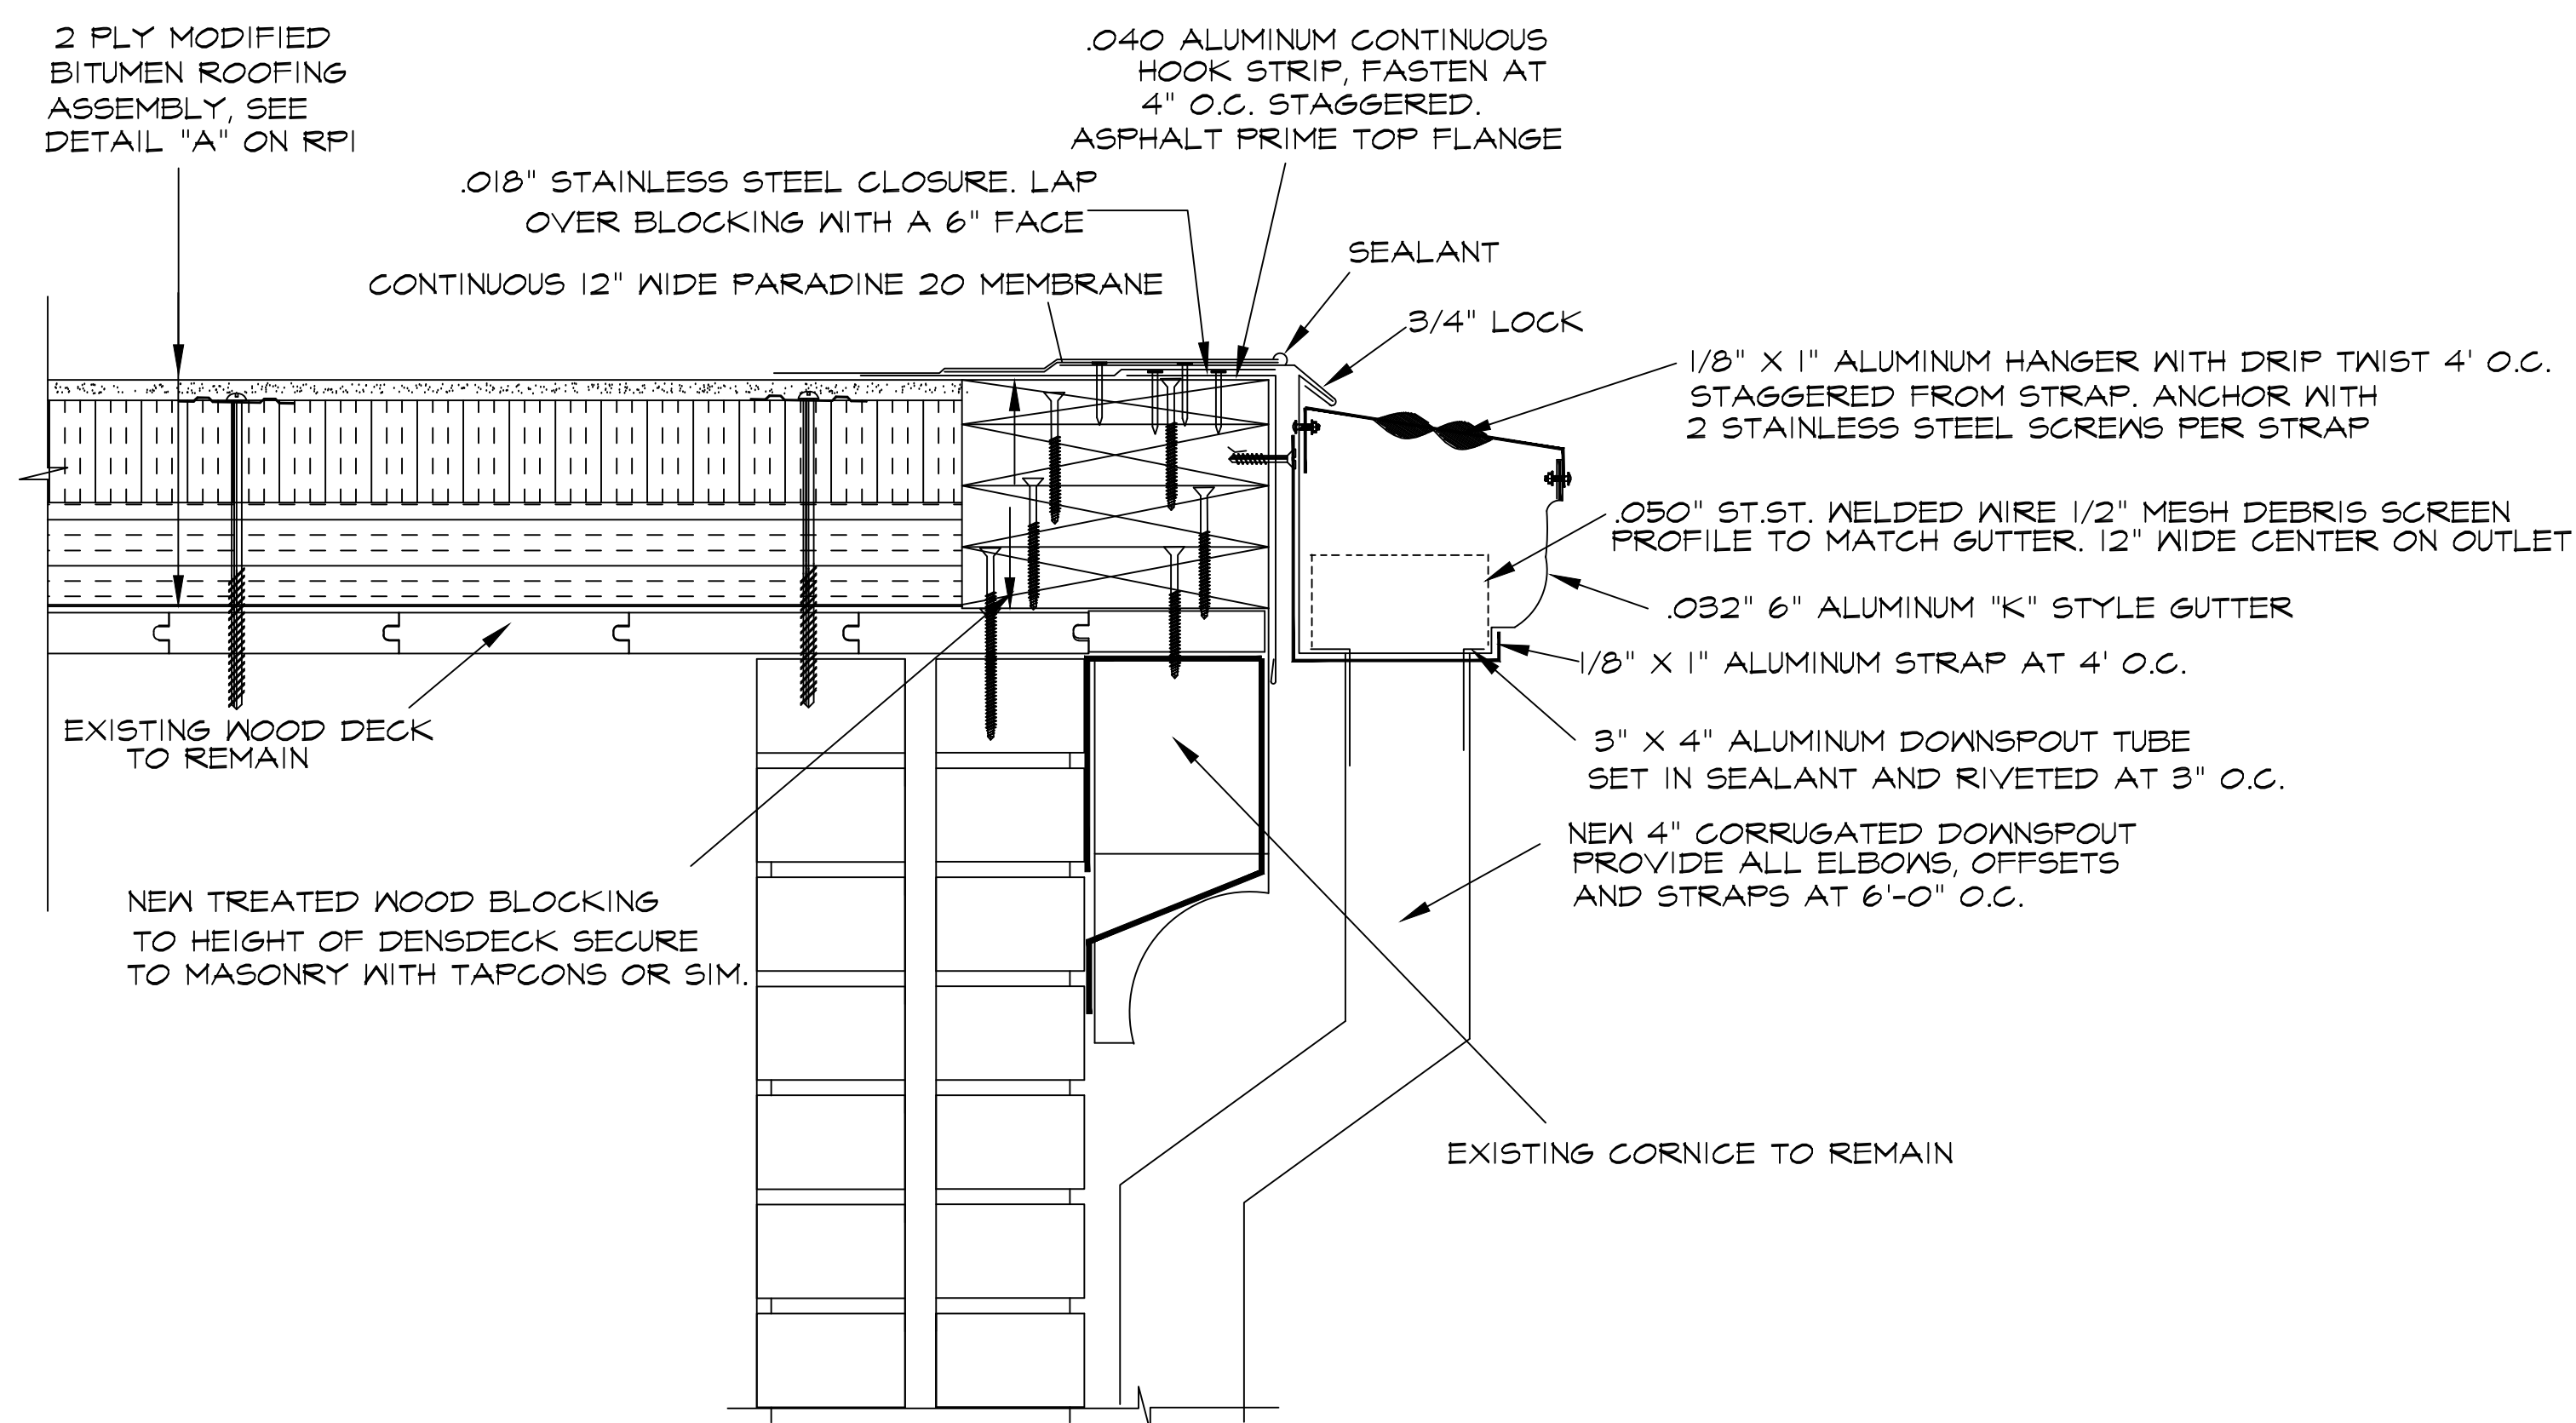 2 PLY MODIFIED
BITUMEN ROOFING
ASSEMBLY, SEE
DETAIL "A" ON RP1
.040 ALUMINUM CONTINUOUS
HOOK STRIP, FASTEN AT
4" O.C. STAGGERED.
ASPHALT PRIME TOP FLANGE
.018" STAINLESS STEEL CLOSURE. LAP
OVER BLOCKING WITH A 6" FACE
CONTINUOUS 12" WIDE PARADINE 20 MEMBRANE
SEALANT
3/4" LOCK
1/8" X 1" ALUMINUM HANGER WITH DRIP TWIST 4' O.C.
STAGGERED FROM STRAP. ANCHOR WITH
2 STAINLESS STEEL SCREWS PER STRAP
.050" ST.ST. WELDED WIRE 1/2" MESH DEBRIS SCREEN
PROFILE TO MATCH GUTTER. 12" WIDE CENTER ON OUTLET
.032" 6" ALUMINUM "K" STYLE GUTTER
1/8" X 1" ALUMINUM STRAP AT 4' O.C.
3" X 4" ALUMINUM DOWNSPOUT TUBE
SET IN SEALANT AND RIVETED AT 3" O.C.
NEW 4" CORRUGATED DOWNSPOUT
PROVIDE ALL ELBOWS, OFFSETS
AND STRAPS AT 6'-0" O.C.
EXISTING WOOD DECK
TO REMAIN
NEW TREATED WOOD BLOCKING
TO HEIGHT OF DENSDECK SECURE
TO MASONRY WITH TAPCONS OR SIM.
EXISTING CORNICE TO REMAIN